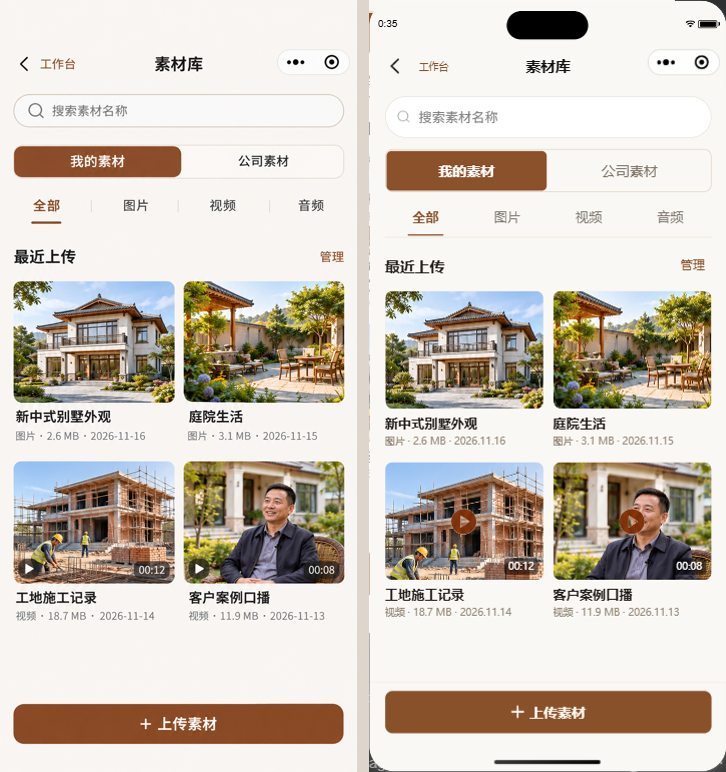 工作台
素材库
搜索素材名称
我的素材
公司素材
全部
图片
视频
音频
最近上传
管理
新中式别墅外观
图片 · 2.6 MB · 2026-11-16
庭院生活
图片 · 3.1 MB · 2026-11-15
00:12
00:08
工地施工记录
视频 · 18.7 MB · 2026-11-14
客户案例口播
视频 · 11.9 MB · 2026-11-13
+ 上传素材
0:35
工作台
素材库
搜索素材名称
我的素材
公司素材
全部
图片
视频
音频
最近上传
管理
新中式别墅外观
图片 · 2.6 MB · 2026.11.16
庭院生活
图片 · 3.1 MB · 2026.11.15
00:12
00:08
工地施工记录
视频 · 18.7 MB · 2026.11.14
客户案例口播
视频 · 11.9 MB · 2026.11.13
+ 上传素材